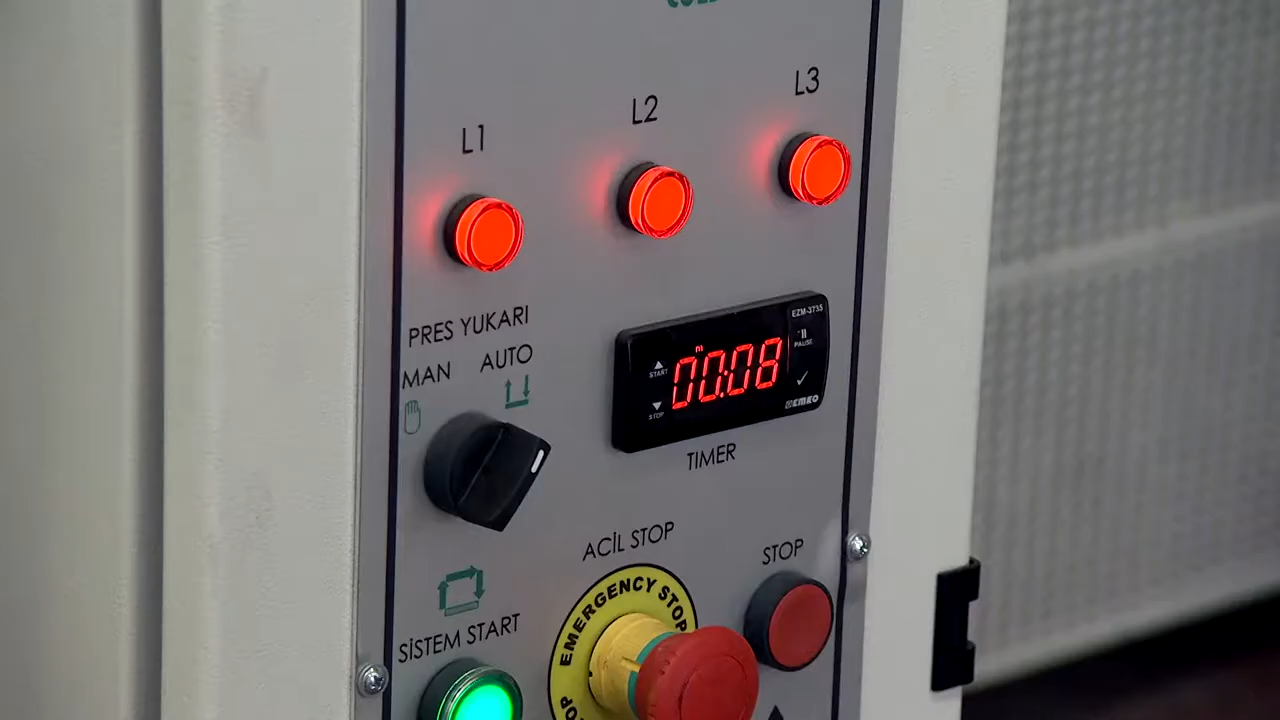 L1
L2
L3
PRES YUKARI
MAN
AUTO
EZM-3735
START
00:08
PAUSE
STOP
EMKO
TIMER
ACİL STOP
STOP
EMERGENCY STOP
SİSTEM START